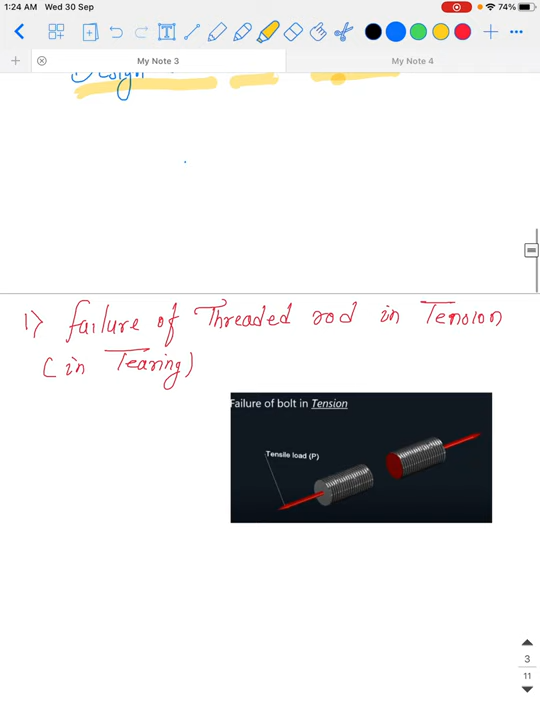 1:24 AM Wed 30 Sep
74%
My Note 3
My Note 4
Design
1) Failure of Threaded rod in Tension
(in Tearing)
Failure of bolt in Tension
Tensile load (P)
3
11